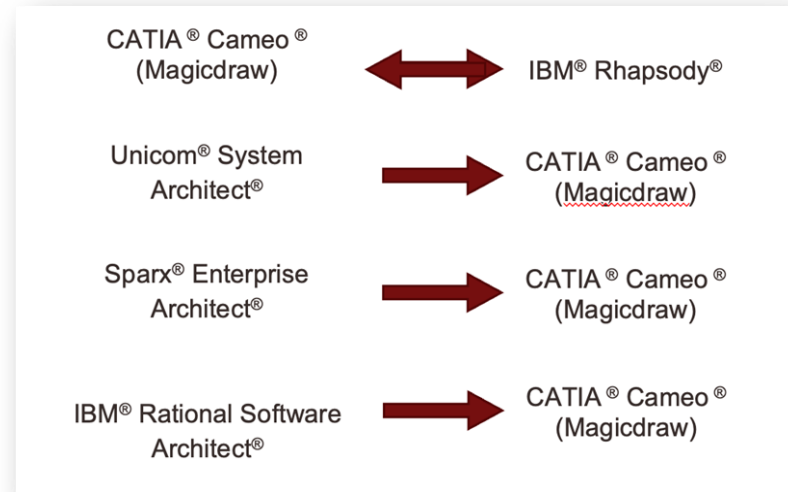 CATIA ® Cameo ®
(Magicdraw)
IBM® Rhapsody®
Unicom® System
Architect®
CATIA ® Cameo ®
(Magicdraw)
Sparx® Enterprise
Architect®
CATIA ® Cameo ®
(Magicdraw)
IBM® Rational Software
Architect®
CATIA ® Cameo ®
(Magicdraw)